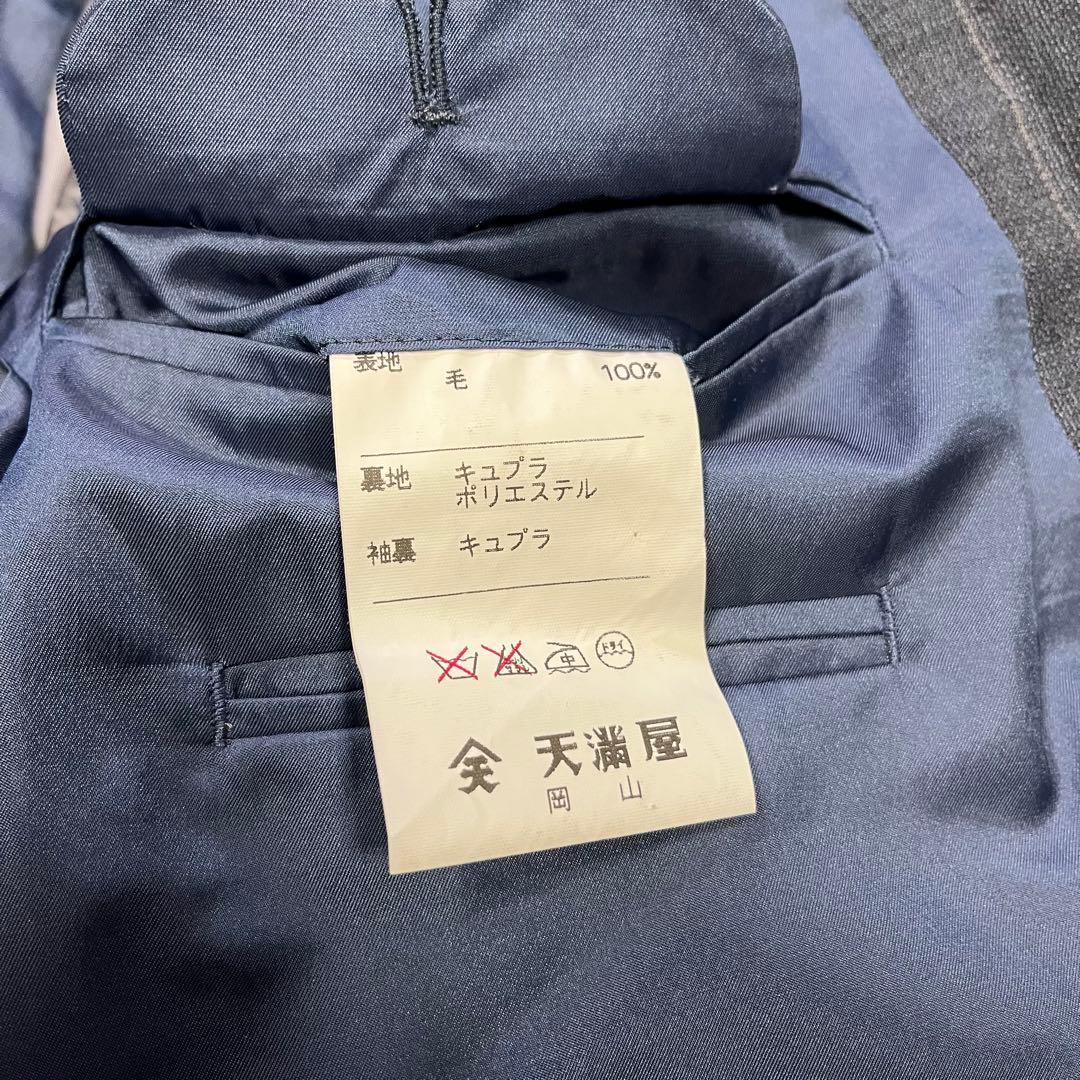 表地 毛 100%
裏地 キュプラ
ポリエステル
袖裏 キュプラ
中 ドライ
天満屋
岡山